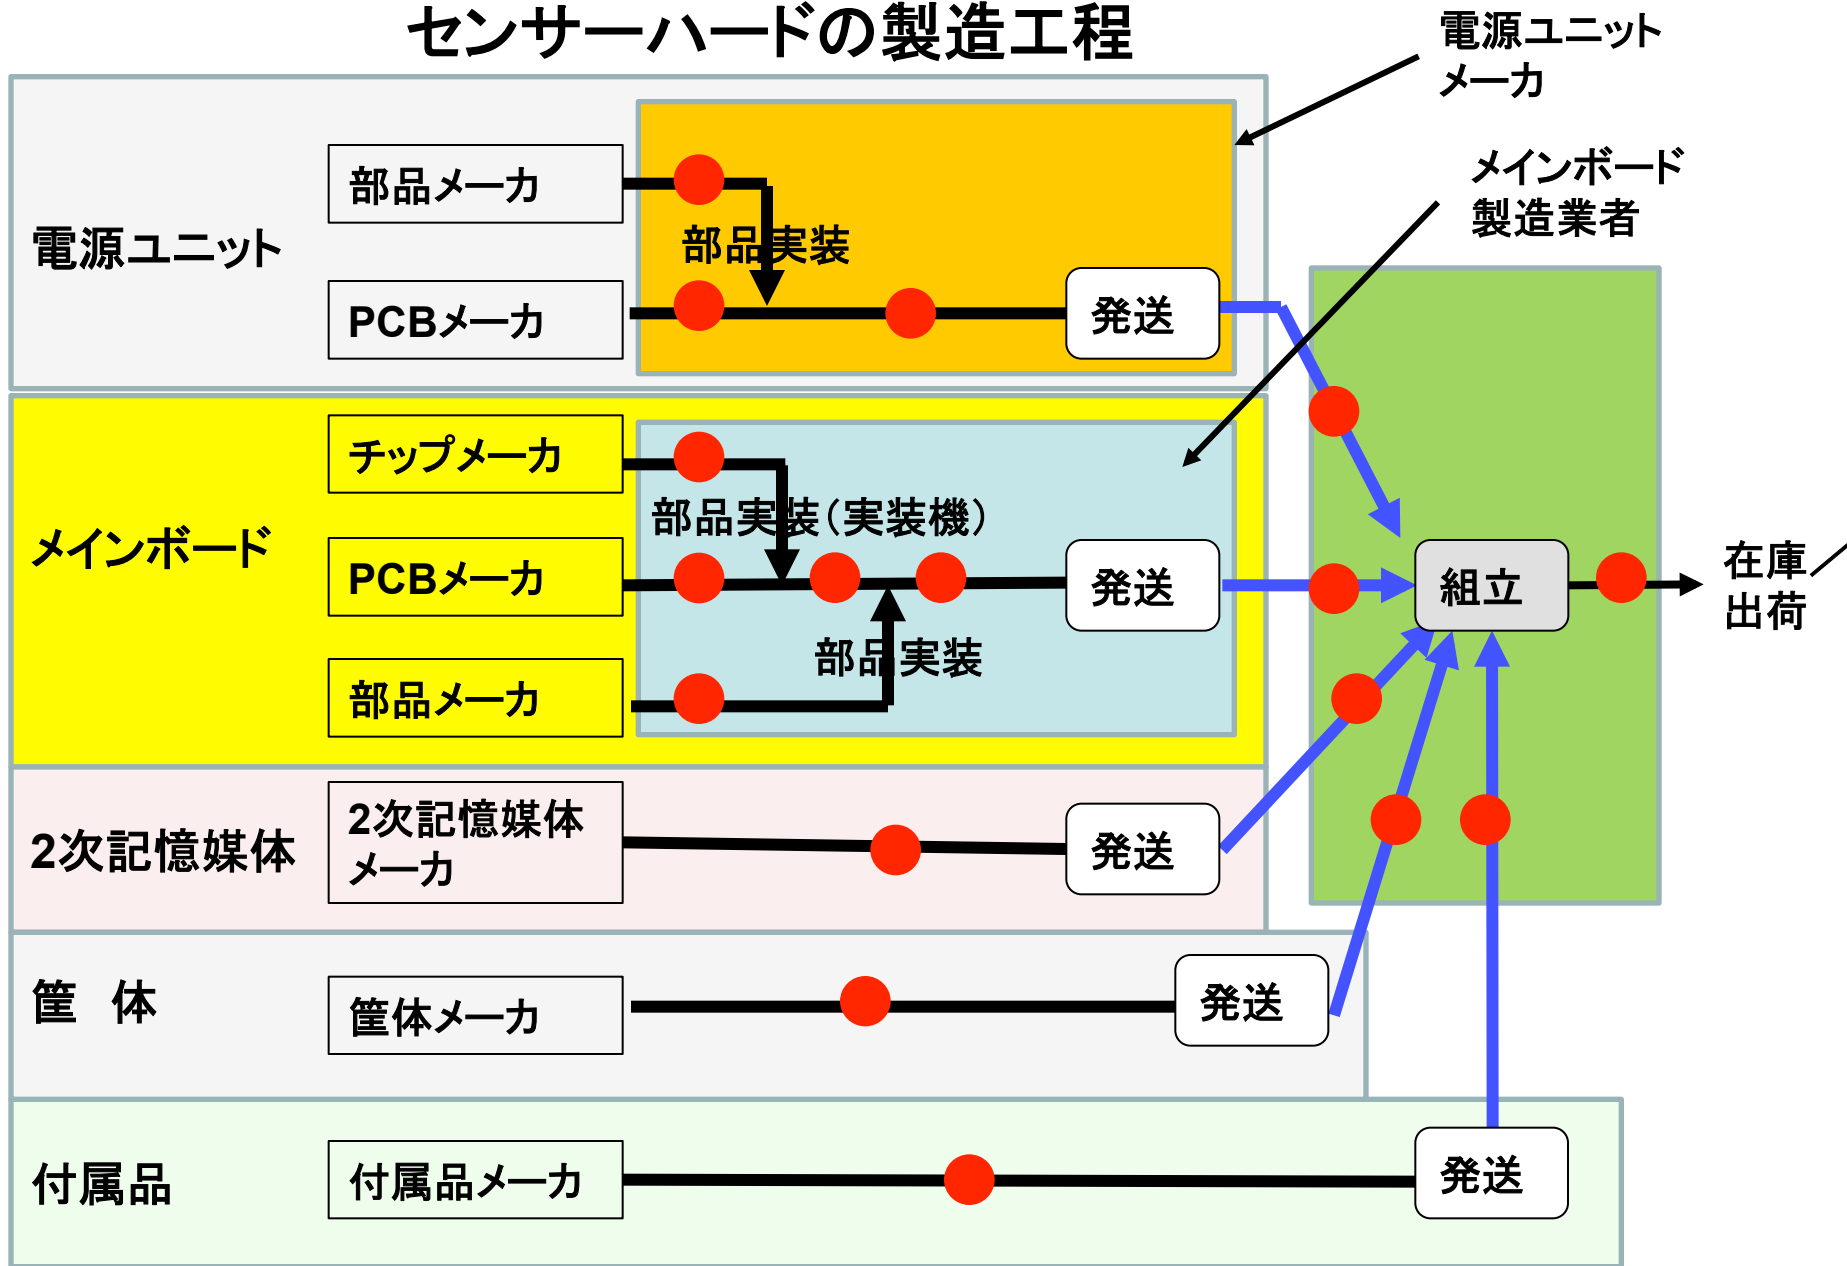 センサーハードの製造工程
電源ユニット
メーカ
メインボード
製造業者
電源ユニット
部品メーカ
部品実装
PCBメーカ
発送
メインボード
チップメーカ
部品実装（実装機）
PCBメーカ
発送
部品メーカ
部品実装
組立
在庫／
出荷
2次記憶媒体
2次記憶媒体
メーカ
発送
筐　体
筐体メーカ
発送
付属品
付属品メーカ
発送